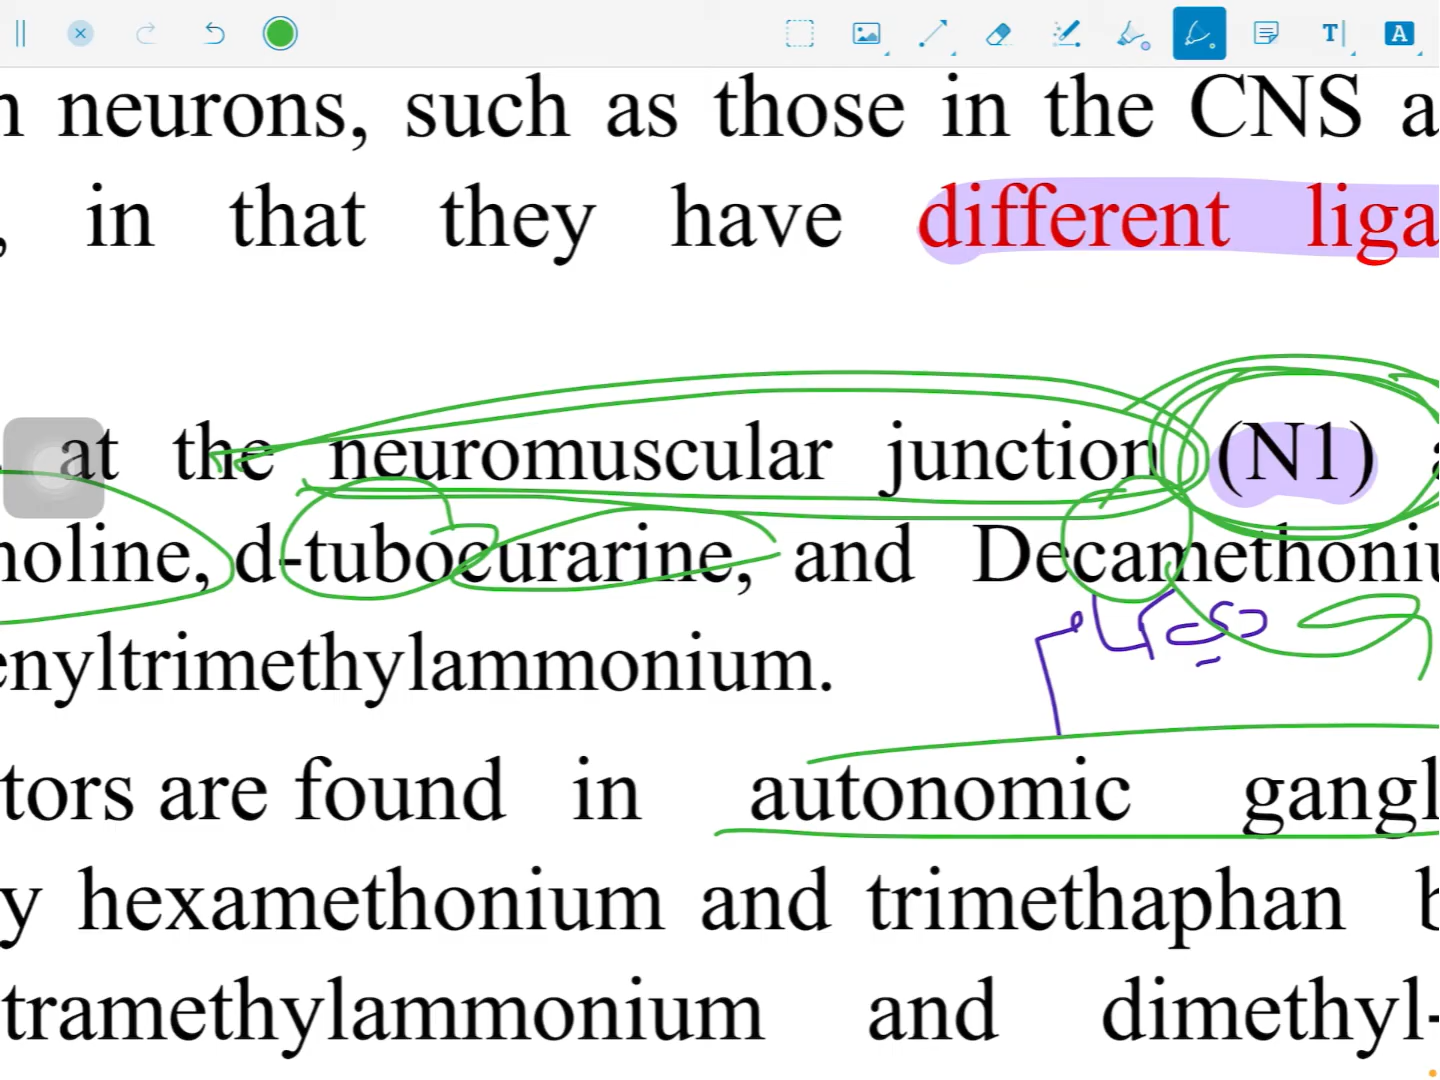 neurons, such as those in the CNS a
, in that they have different liga
at the neuromuscular junction (N1)
holine, d-tubocurarine, and Decamethoniu
enyltrimethylammonium.
tors are found in autonomic gangl
y hexamethonium and trimethaphan b
tramethylammonium and dimethyl-